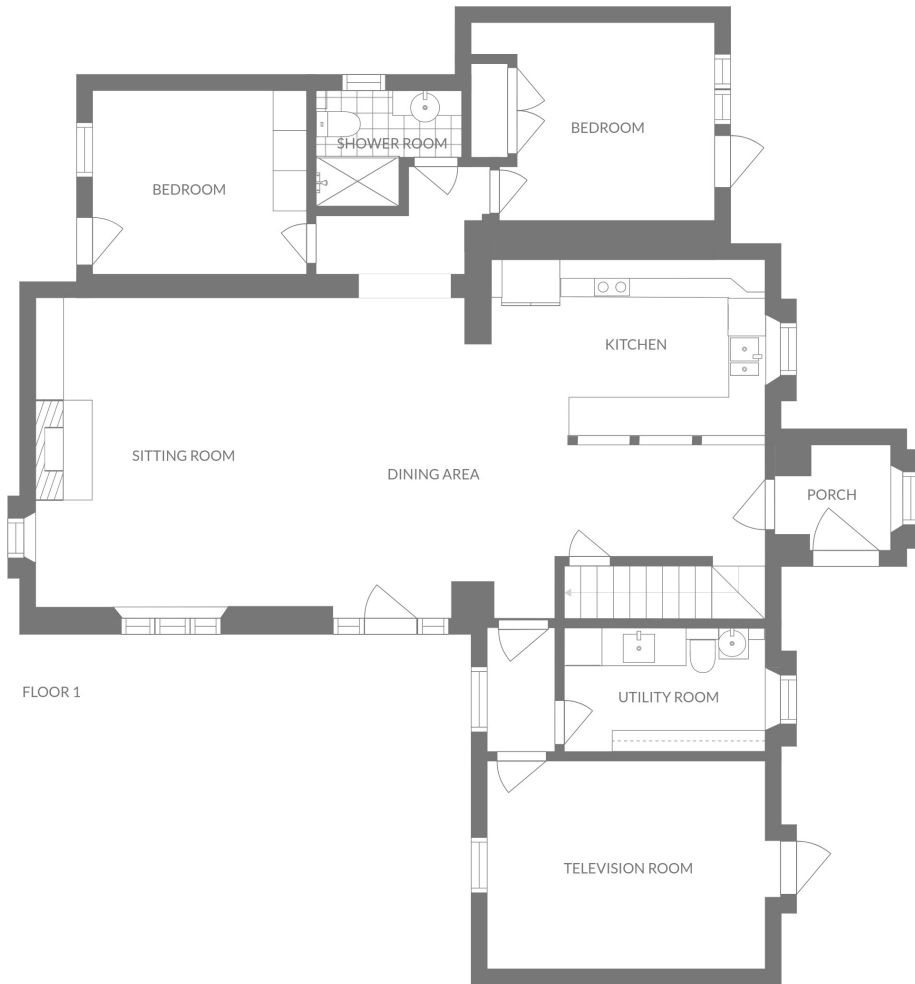 BEDROOM
SHOWER ROOM
BEDROOM
KITCHEN
SITTING ROOM
DINING AREA
PORCH
FLOOR 1
UTILITY ROOM
TELEVISION ROOM